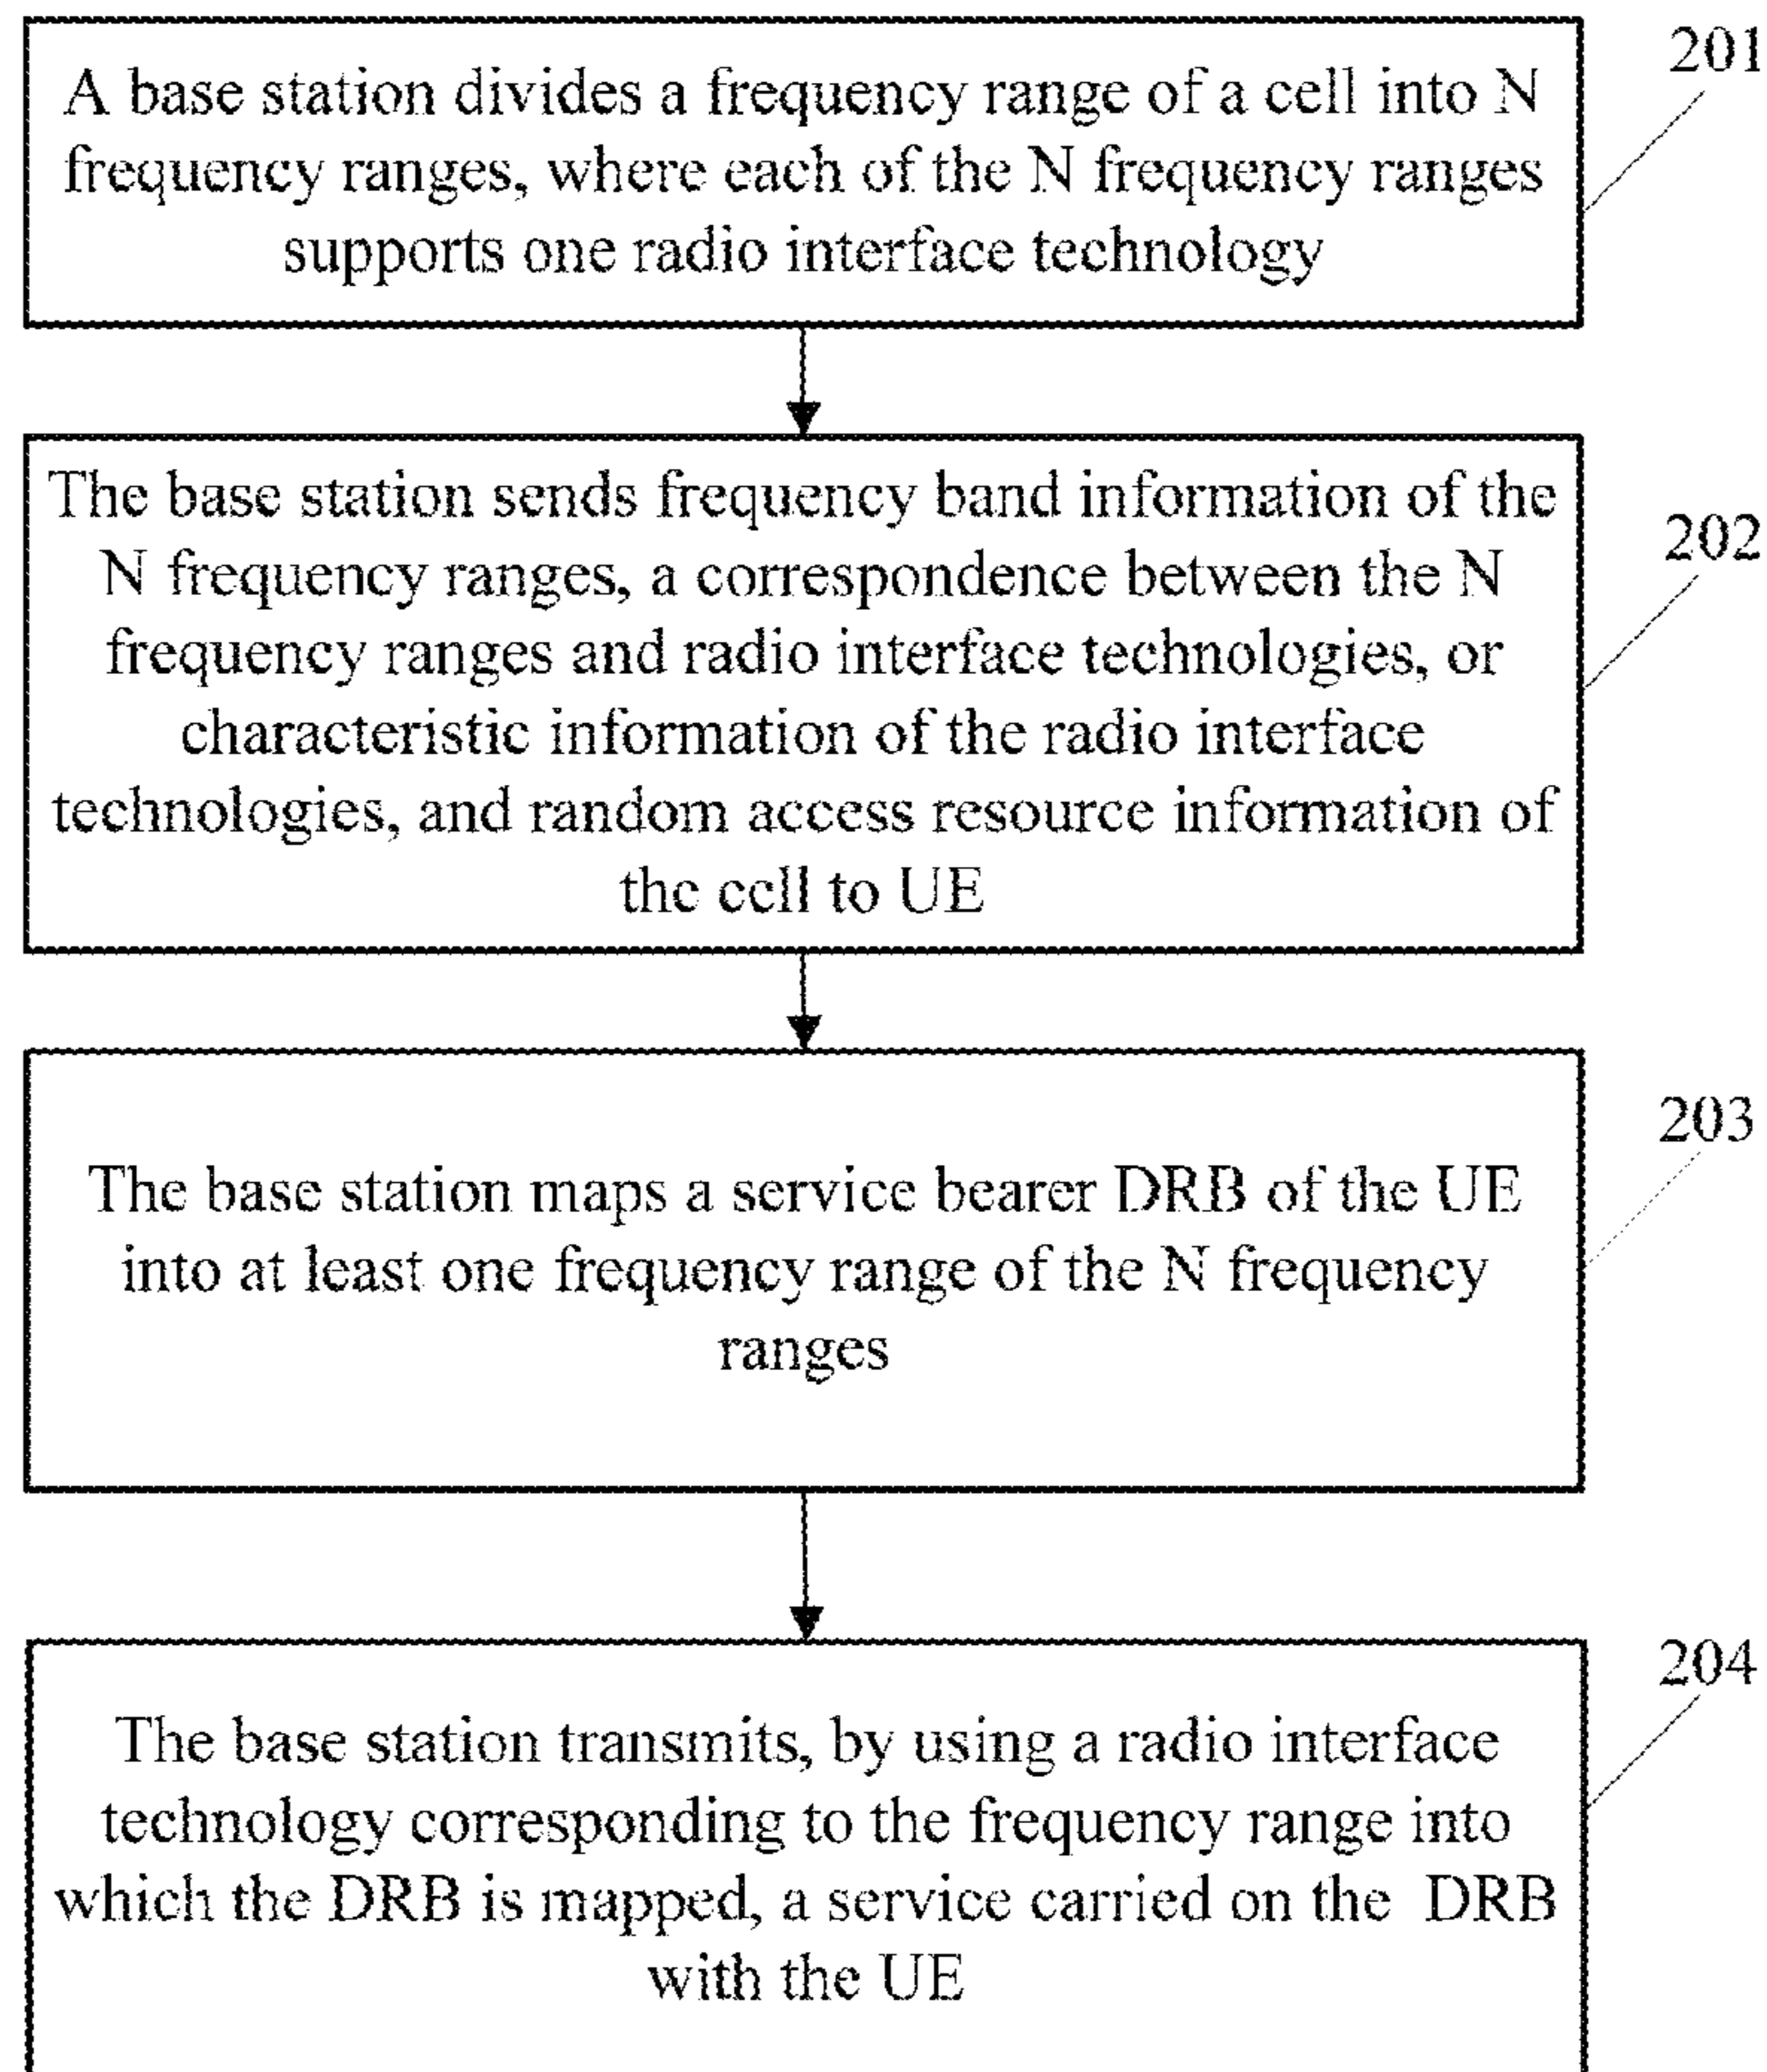 A base station divides a frequency range of a cell into N
frequency ranges, where each of the N frequency ranges
supports one radio interface technology
201
The base station sends frequency band information of the
N frequency ranges, a correspondence between the N
frequency ranges and radio interface technologies, or
characteristic information of the radio interface
technologies, and random access resource information of
the cell to UE
202
The base station maps a service bearer DRB of the UE
into at least one frequency range of the N frequency
ranges
203
The base station transmits, by using a radio interface
technology corresponding to the frequency range into
which the DRB is mapped, a service carried on the DRB
with the UE
204